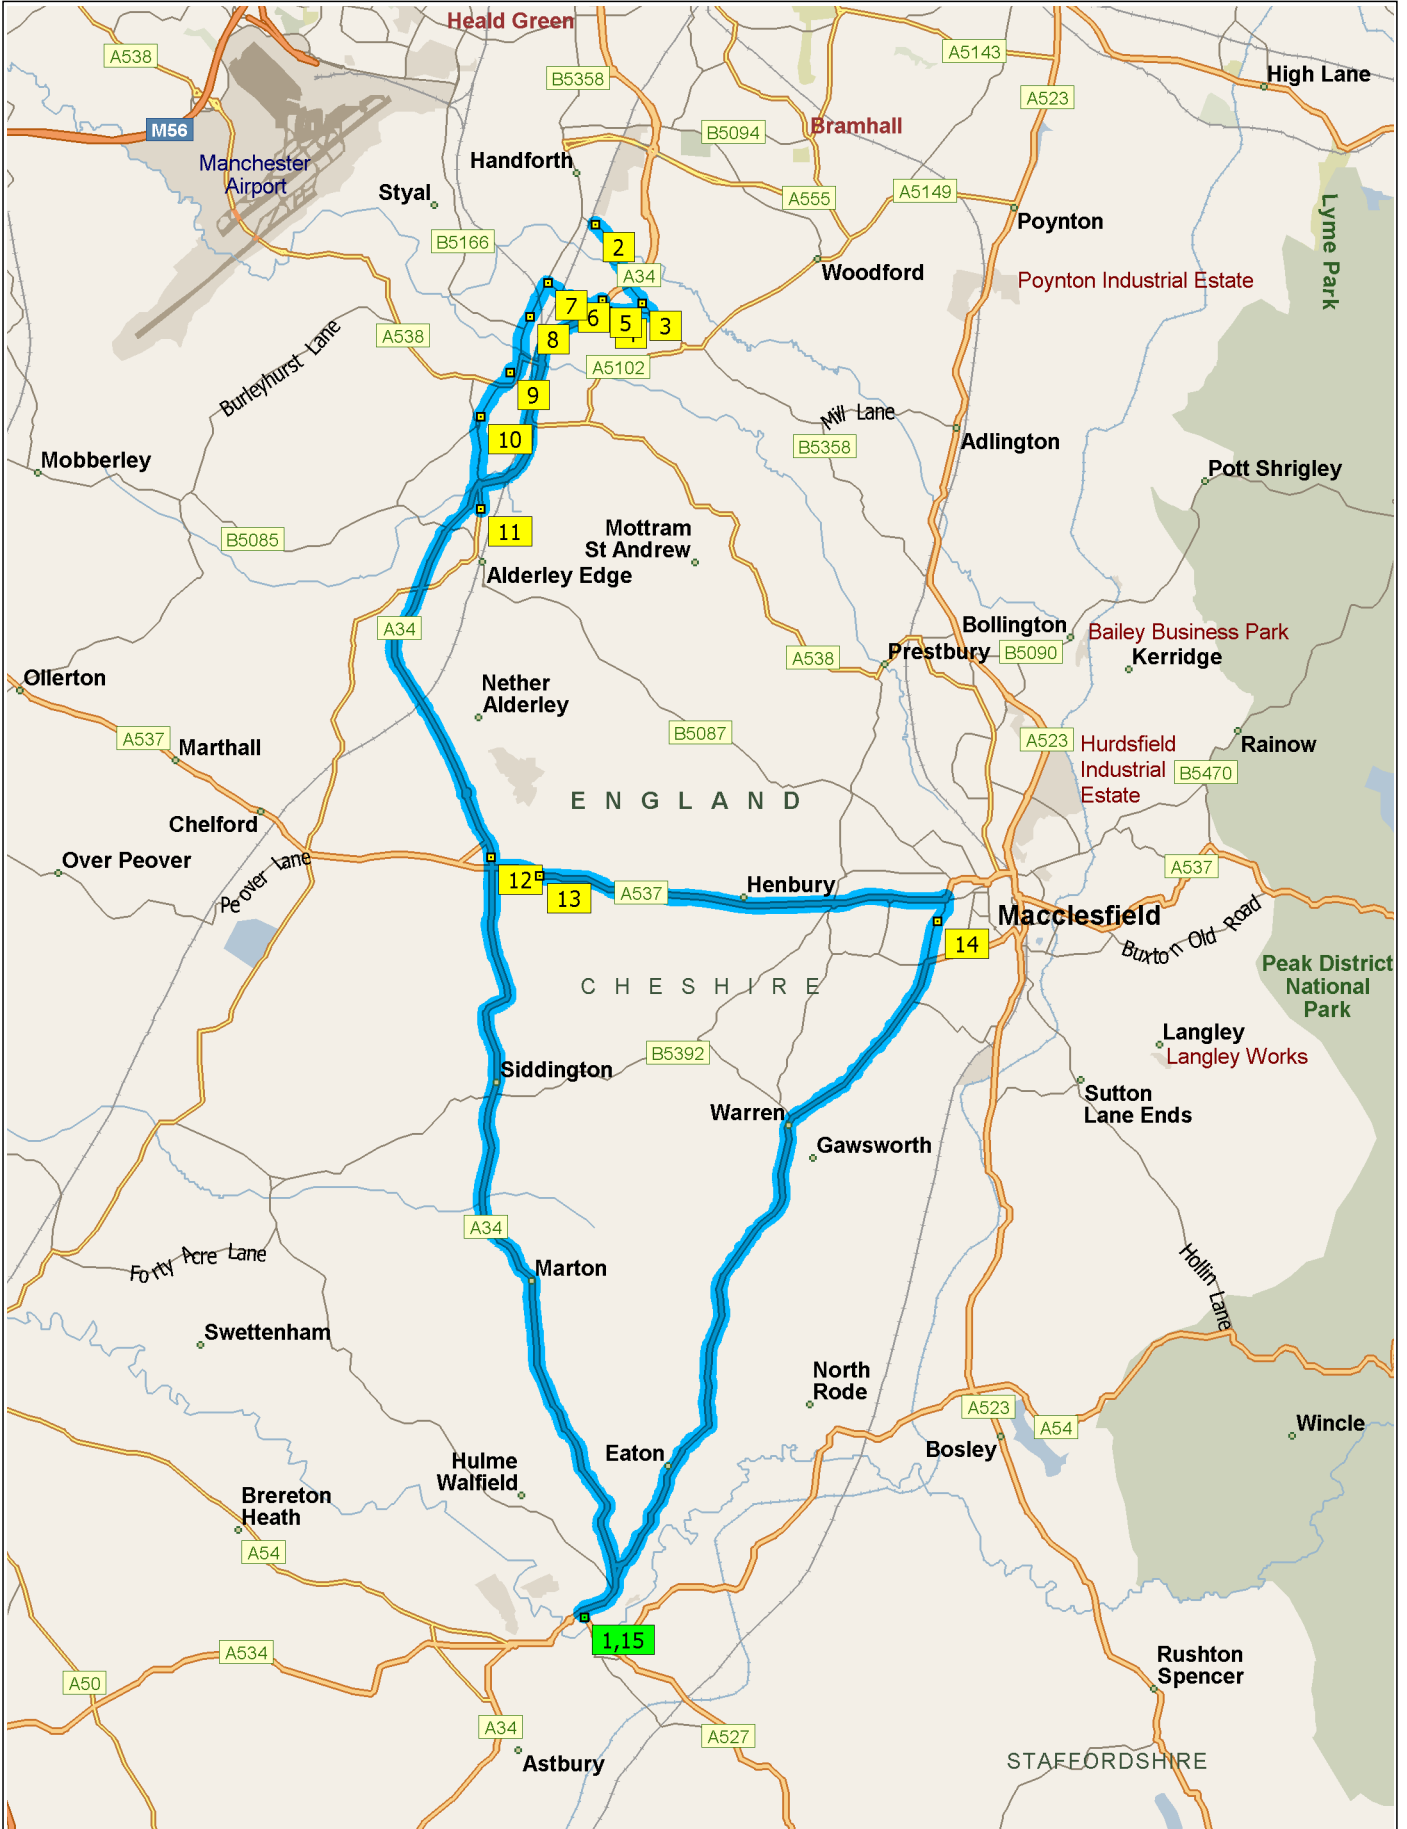 Heald Green
A538
A5143
B5358
High Lane
A523
M56
B5094
Bramhall
Manchester
Airport
Handforth
Styal
A555
A5149
Poynton
Lyme Park
B5166
2
A34
Woodford
Poynton Industrial Estate
7
6
5
3
8
A538
Burleyhurst Lane
A5102
9
Mill Lane
10
B5358
Adlington
Mobberley
Pott Shrigley
11
Mottram
St Andrew
B5085
Alderley Edge
A34
Bollington
Bailey Business Park
B5090
Kerridge
A538
Prestbury
Ollerton
Nether
Alderley
A537
Marthall
B5087
A523
Hurdsfield
Industrial
Estate
Rainow
B5470
ENGLAND
Chelford
Over Peover
Peover Lane
A537
12
13
A537
Henbury
Macclesfield
14
Buxton Old Road
Peak District
National
Park
CHESHIRE
Langley
Langley Works
B5392
Siddington
Sutton
Lane Ends
Warren
Gawsworth
A34
Forty Acre Lane
Marton
Hollin Lane
Swettenham
North
Rode
A523
A54
Bosley
Wincle
Eaton
Hulme
Walfield
Brereton
Heath
A54
1,15
A534
A50
Rushton
Spencer
A34
A527
Astbury
STAFFORDSHIRE